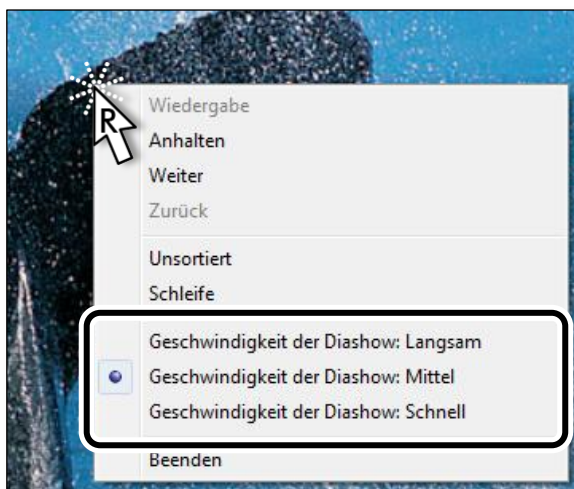 R
Wiedergabe
Anhalten
Weiter
Zurück
Unsortiert
Schleife
Geschwindigkeit der Diashow: Langsam
Geschwindigkeit der Diashow: Mittel
Geschwindigkeit der Diashow: Schnell
Beenden